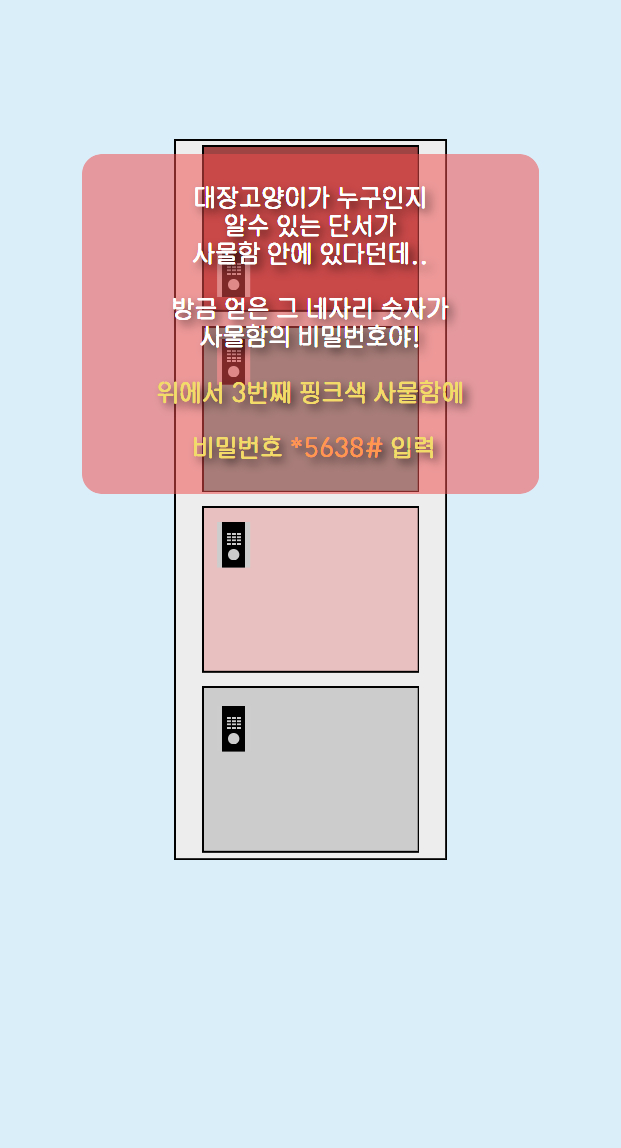 대장고양이가 누구인지
알수 있는 단서가
사물함 안에 있다던데..
방금 얻은 그 네자리 숫자가
사물함의 비밀번호야!
위에서 3번째 핑크색 사물함에
비밀번호 *5638# 입력